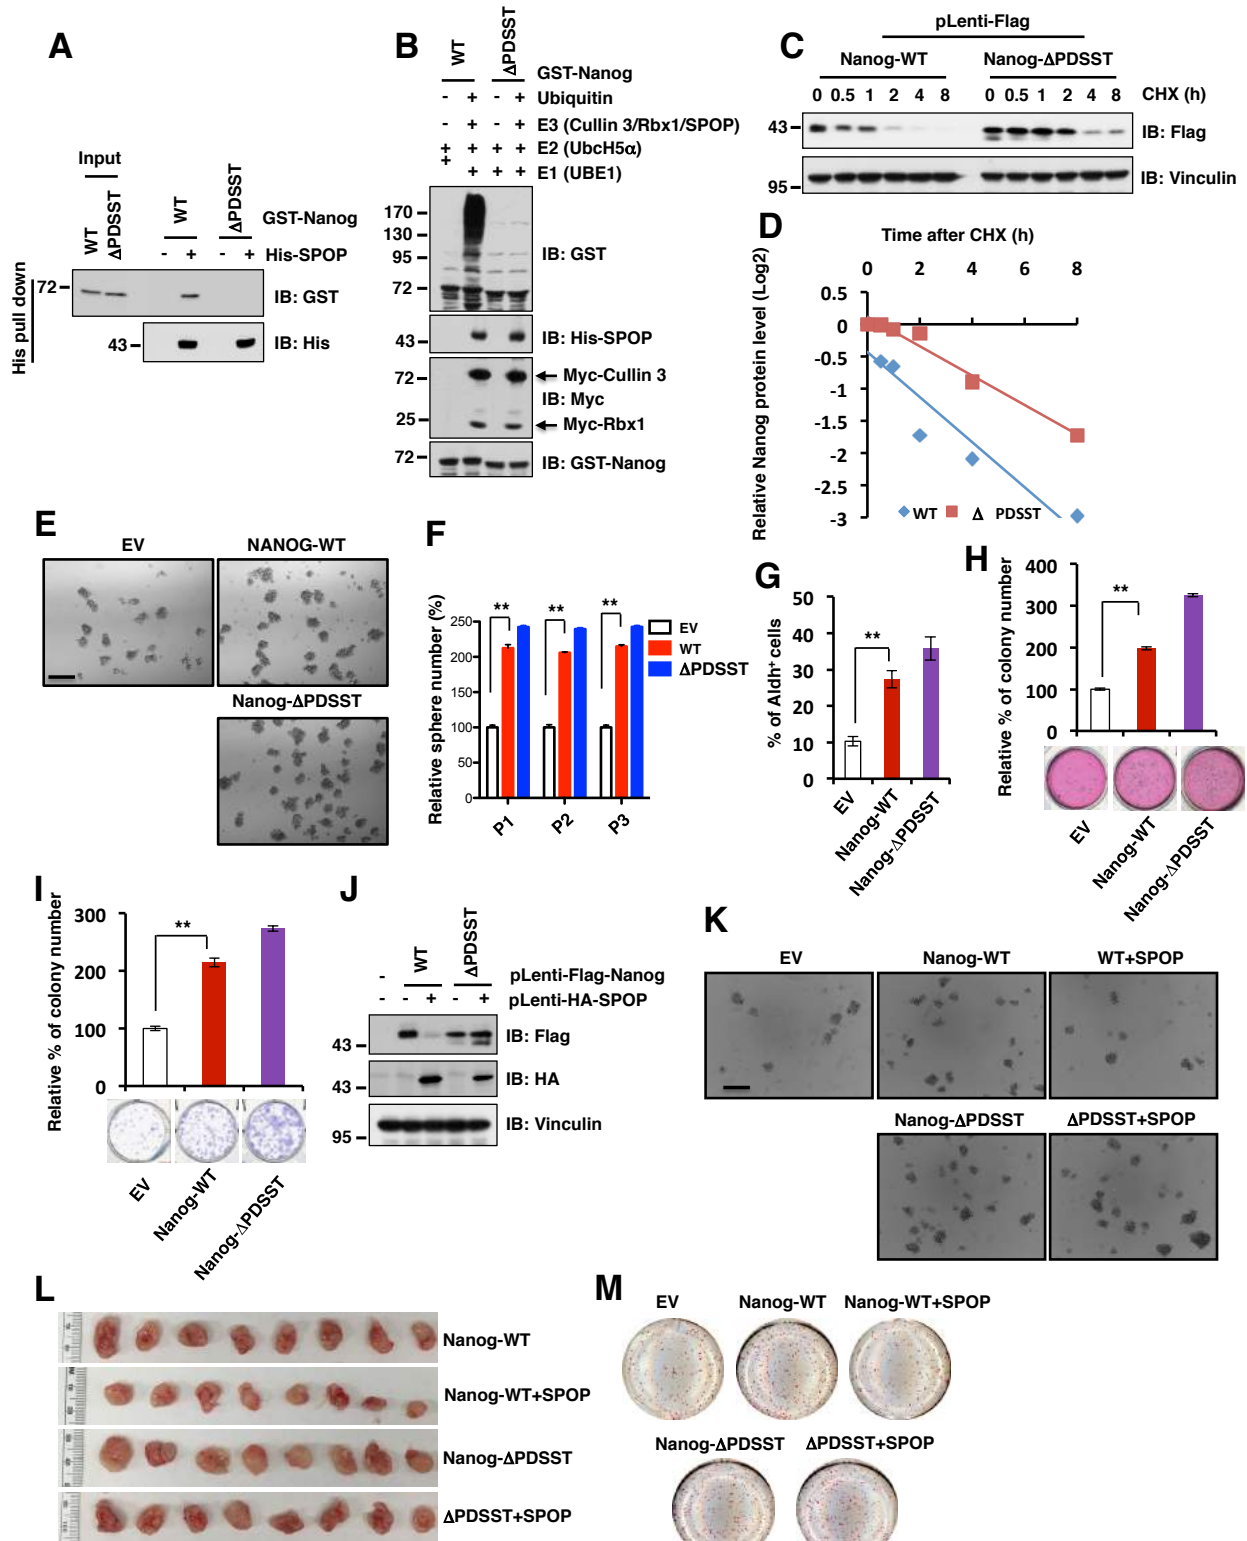 A
Input
WT
ΔPDSST
WT
ΔPDSST
GST-Nanog
- + - + His-SPOP
His pull down
72
IB: GST
43
IB: His
B
WT
ΔPDSST
GST-Nanog
- + - + Ubiquitin
- + - + E3 (Cullin 3/Rbx1/SPOP)
+ + + + E2 (UbcH5α)
+ + + + E1 (UBE1)
170
130
95
72
IB: GST
43
IB: His-SPOP
72
Myc-Cullin 3
IB: Myc
25
Myc-Rbx1
72
IB: GST-Nanog
C
pLenti-Flag
Nanog-WT
Nanog-ΔPDSST
0 0.5 1 2 4 8 0 0.5 1 2 4 8 CHX (h)
43
IB: Flag
95
IB: Vinculin
D
Time after CHX (h)
0 2 4 6 8
Relative Nanog protein level (Log2)
0.5
0
-0.5
-1
-1.5
-2
-2.5
-3
WT Δ PDSST
E
EV
NANOG-WT
Nanog-ΔPDSST
F
Relative sphere number (%)
250
200
150
100
50
0
** ** **
EV
WT
ΔPDSST
P1 P2 P3
G
% of Aldh+ cells
50
40
30
20
10
0
**
EV
Nanog-WT
Nanog-ΔPDSST
H
Relative % of colony number
400
300
200
100
0
**
EV
Nanog-WT
Nanog-ΔPDSST
I
Relative % of colony number
300
200
100
0
**
EV
Nanog-WT
Nanog-ΔPDSST
J
WT
ΔPDSST
- pLenti-Flag-Nanog
- - + - + pLenti-HA-SPOP
43
IB: Flag
43
IB: HA
95
IB: Vinculin
K
EV
Nanog-WT
WT+SPOP
Nanog-ΔPDSST
ΔPDSST+SPOP
L
Nanog-WT
Nanog-WT+SPOP
Nanog-ΔPDSST
ΔPDSST+SPOP
M
EV
Nanog-WT
Nanog-WT+SPOP
Nanog-ΔPDSST
ΔPDSST+SPOP